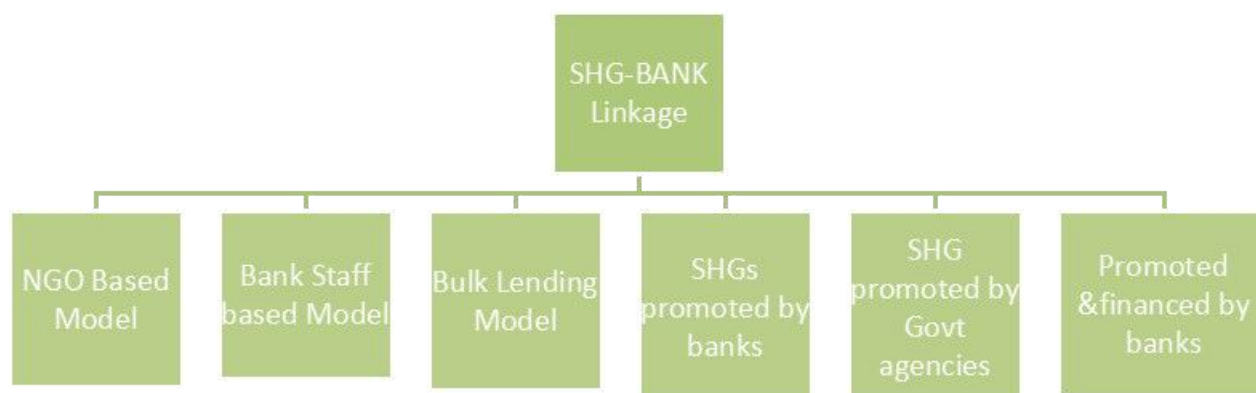 SHG-BANK
Linkage
NGO Based
Model
Bank Staff
based Model
Bulk Lending
Model
SHGs
promoted by
banks
SHG
promoted by
Govt
agencies
Promoted
&financed by
banks